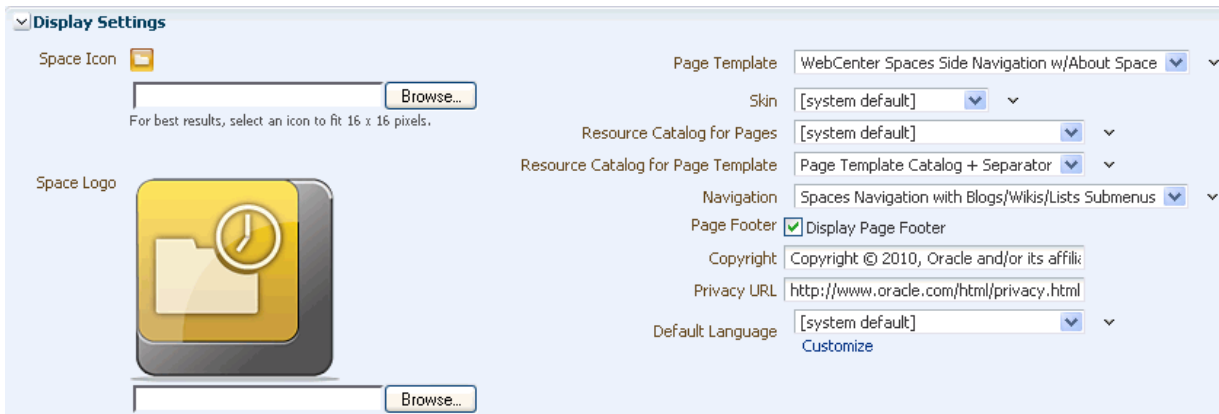 Display Settings
Space Icon
Browse...
For best results, select an icon to fit 16 x 16 pixels.
Space Logo
Browse...
Page Template WebCenter Spaces Side Navigation w/About Space
Skin [system default]
Resource Catalog for Pages [system default]
Resource Catalog for Page Template Page Template Catalog + Separator
Navigation Spaces Navigation with Blogs/Wikis/Lists Submenus
Page Footer Display Page Footer
Copyright Copyright © 2010, Oracle and/or its affilia
Privacy URL http://www.oracle.com/html/privacy.html
Default Language [system default]
Customize